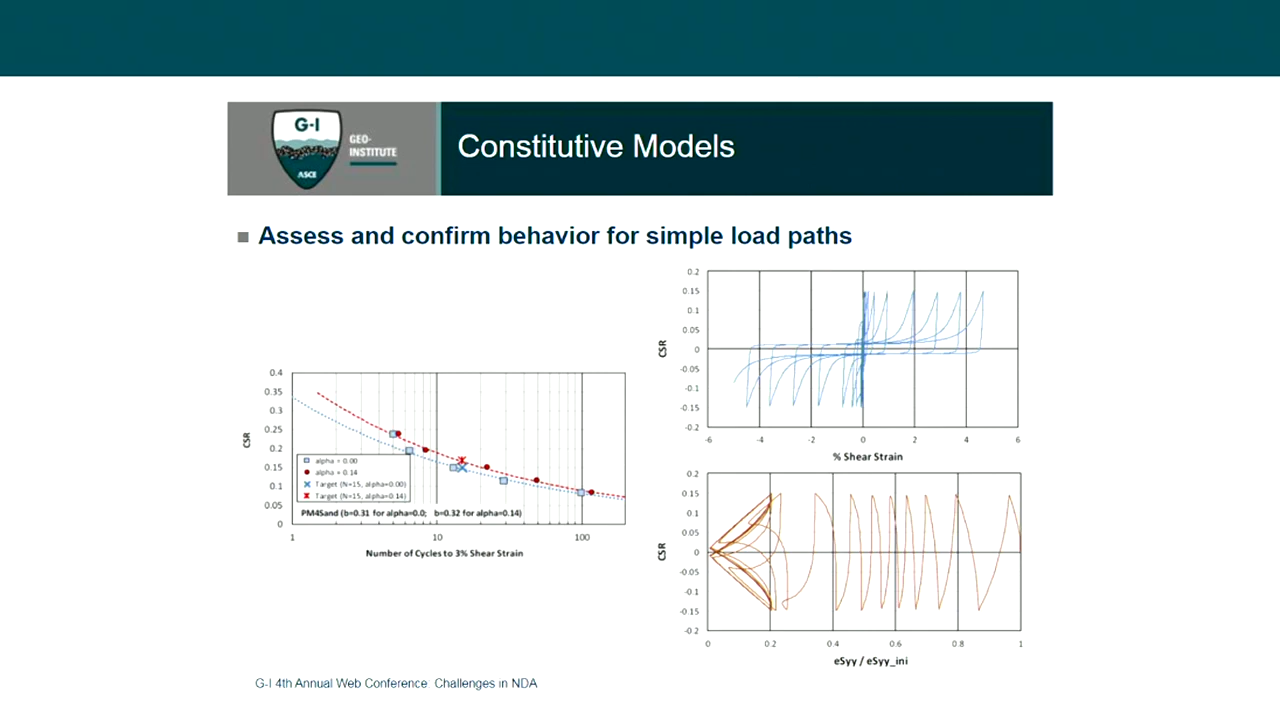 G-I
GEO-
INSTITUTE
ASCE
Constitutive Models
Assess and confirm behavior for simple load paths
CSR
0.4
0.35
0.3
0.25
0.2
0.15
0.1
0.05
0
alpha = 0.00
alpha = 0.14
Target (N=15, alpha=0.00)
Target (N=15, alpha=0.14)
PM4Sand (b=0.31 for alpha=0.0; b=0.32 for alpha=0.14)
1
10
100
Number of Cycles to 3% Shear Strain
CSR
0.2
0.15
0.1
0.05
0
-0.05
-0.1
-0.15
-0.2
-6
-4
-2
0
2
4
6
% Shear Strain
CSR
0.2
0.15
0.1
0.05
0
-0.05
-0.1
-0.15
-0.2
0
0.2
0.4
0.6
0.8
1
eSyy / eSyy_ini
G-I 4th Annual Web Conference: Challenges in NDA